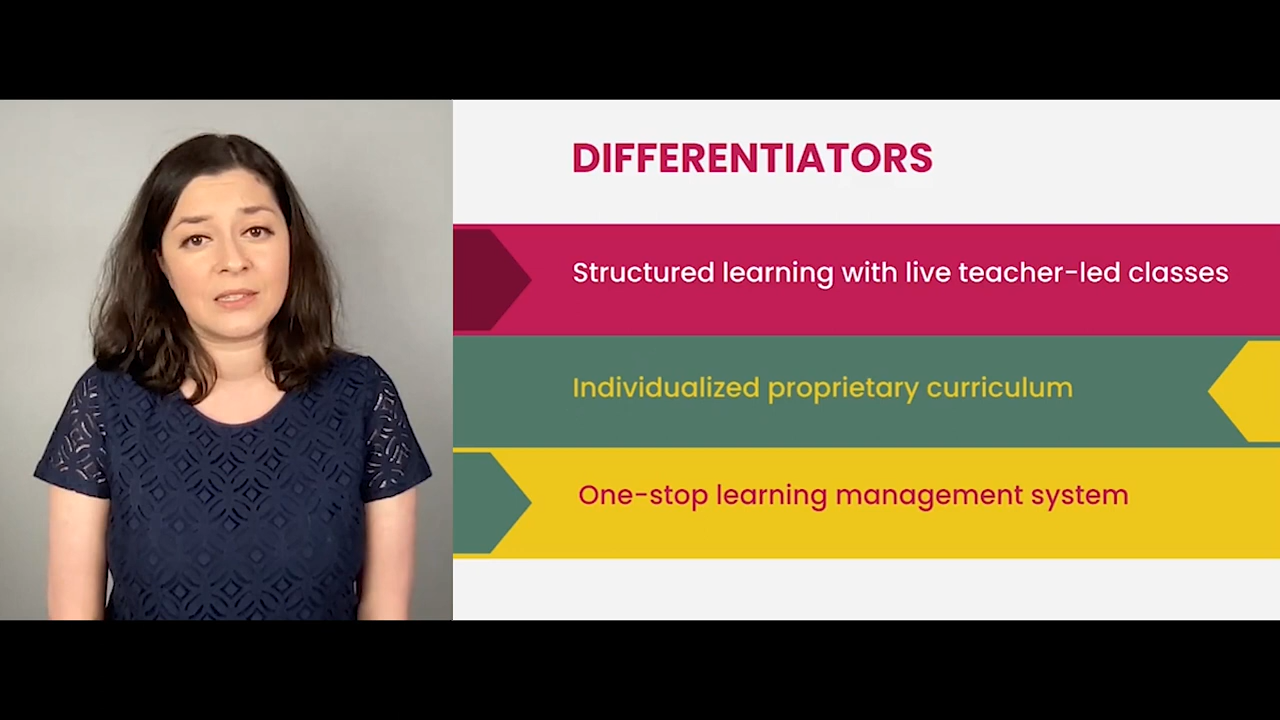 DIFFERENTIATORS
Structured learning with live teacher-led classes
Individualized proprietary curriculum
One-stop learning management system